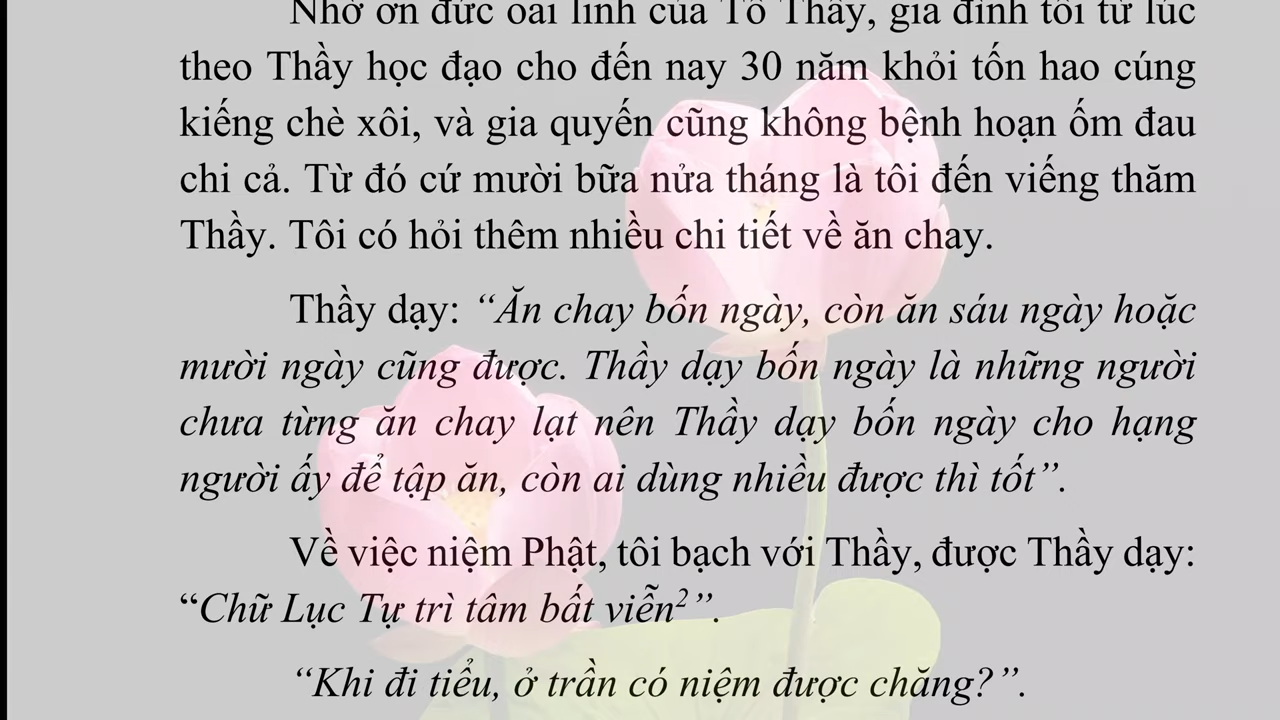 Nhờ ơn đức oai linh của Tổ Thầy, gia đình tôi từ lúc
theo Thầy học đạo cho đến nay 30 năm khỏi tốn hao cúng
kiếng chè xôi, và gia quyến cũng không bệnh hoạn ốm đau
chi cả. Từ đó cứ mười bữa nửa tháng là tôi đến viếng thăm
Thầy. Tôi có hỏi thêm nhiều chi tiết về ăn chay.
Thầy dạy: “Ăn chay bốn ngày, còn ăn sáu ngày hoặc
mười ngày cũng được. Thầy dạy bốn ngày là những người
chưa từng ăn chay lạt nên Thầy dạy bốn ngày cho hạng
người ấy để tập ăn, còn ai dùng nhiều được thì tốt”.
Về việc niệm Phật, tôi bạch với Thầy, được Thầy dạy:
“Chữ Lục Tự trì tâm bất viễn²”.
“Khi đi tiểu, ở trần có niệm được chăng?”.